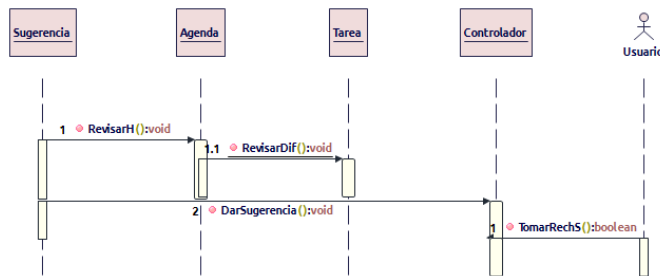 Sugerencia Agenda Tarea Controlador
Usuario
1 RevisarH():void
1.1 RevisarDif():void
2 DarSugerencia():void
1 TomarRechS():boolean